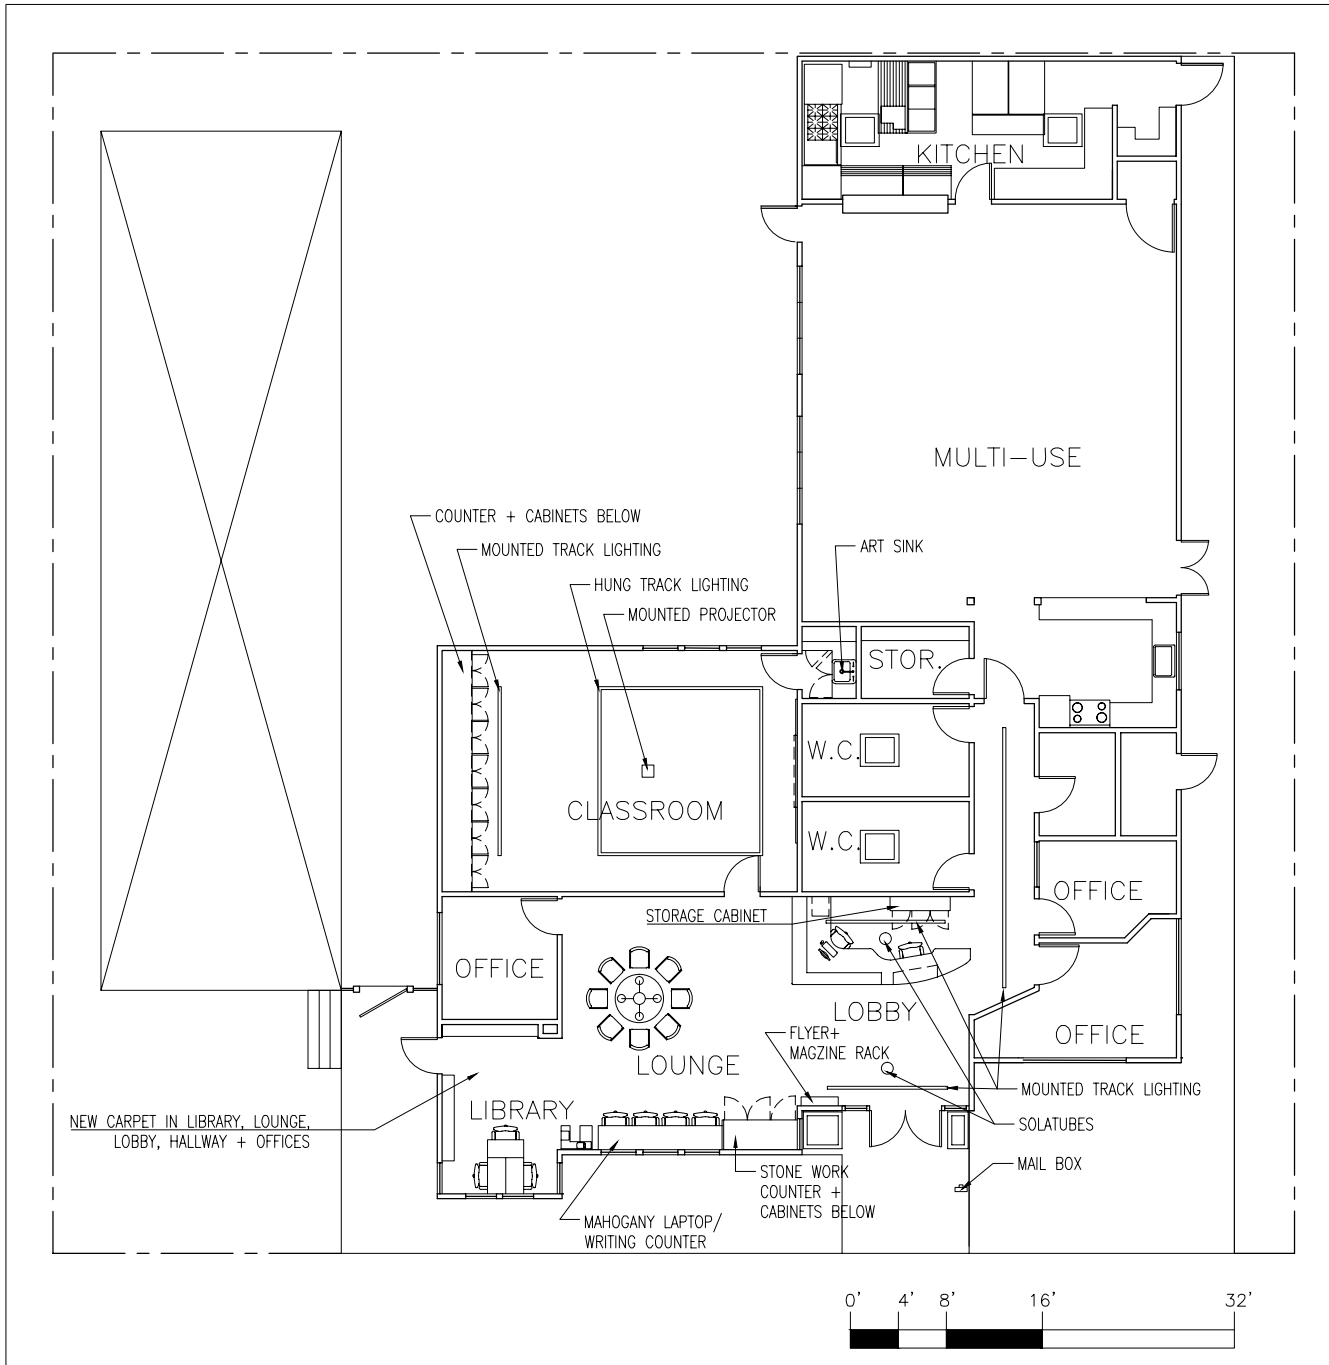 KITCHEN
MULTI-USE
COUNTER + CABINETS BELOW
MOUNTED TRACK LIGHTING
HUNG TRACK LIGHTING
MOUNTED PROJECTOR
ART SINK
STOR.
W.C.
CLASSROOM
W.C.
OFFICE
STORAGE CABINET
OFFICE
LOBBY
OFFICE
FLYER+
MAGZINE RACK
LOUNGE
MOUNTED TRACK LIGHTING
LIBRARY
SOLATUBES
NEW CARPET IN LIBRARY, LOUNGE,
LOBBY, HALLWAY + OFFICES
MAIL BOX
STONE WORK
COUNTER +
CABINETS BELOW
MAHOGANY LAPTOP/
WRITING COUNTER
0' 4' 8' 16' 32'